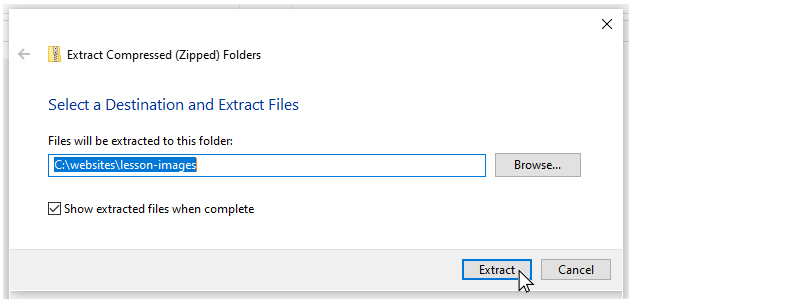 Extract Compressed (Zipped) Folders
Select a Destination and Extract Files
Files will be extracted to this folder:
C:\websites\lesson-images
Browse...
Show extracted files when complete
Extract
Cancel